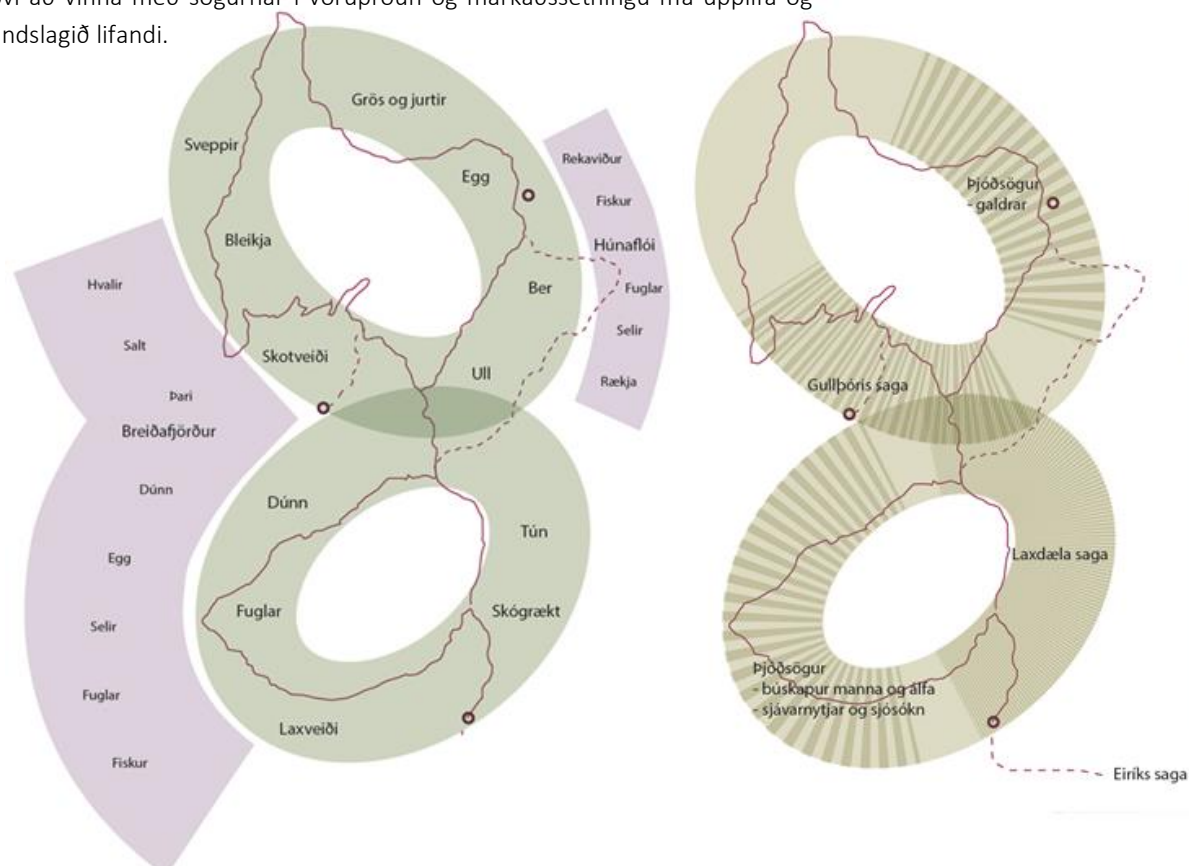 að vinna með sögurnar í vöruþróun og markaðssetningu má upplifa og
ndslagið lifandi.
Grös og jurtir
Sveppir
Egg
Bleikja
Ber
Skotveiði
Ull
Rekaviður
Fiskur
Húnaflói
Fuglar
Selir
Rækja
Hvalir
Salt
Þari
Breiðafjörður
Dúnn
Egg
Selir
Fuglar
Fiskur
Dúnn
Tún
Fuglar
Skógrækt
Laxveiði
Þjóðsögur
- galdrar
Gullþóris saga
Laxdæla saga
Þjóðsögur
- búskapur manna og álfa
- sjávarnytjar og sjósókn
Eiríks saga